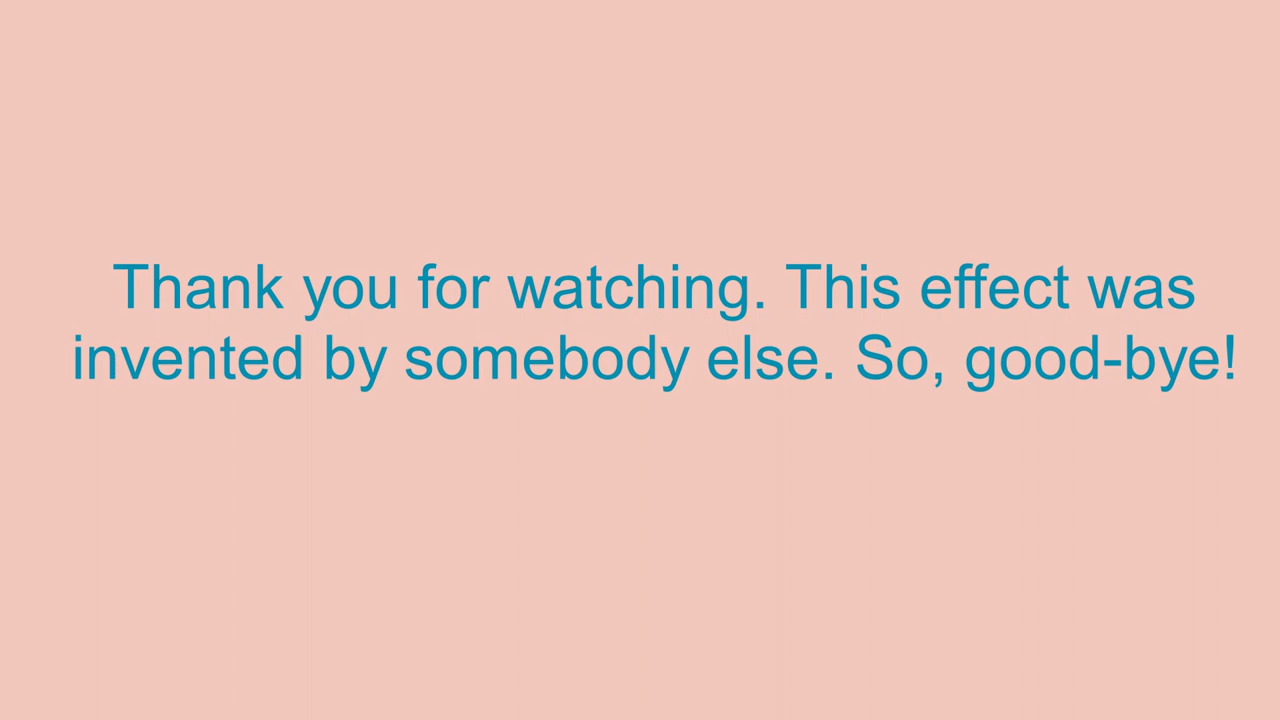 Thank you for watching. This effect was
invented by somebody else. So, good-bye!